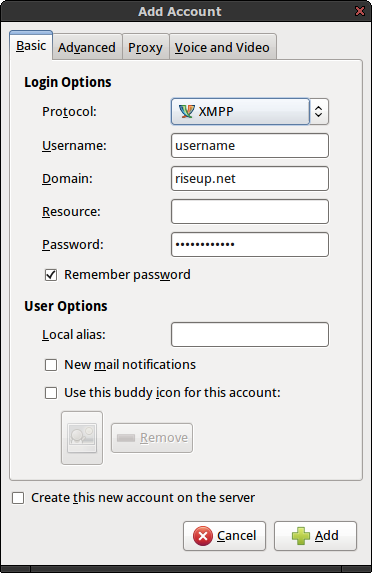 Add Account
Basic Advanced Proxy Voice and Video
Login Options
Protocol: XMPP
Username: username
Domain: riseup.net
Resource:
Password: ••••••••••••
Remember password
User Options
Local alias:
New mail notifications
Use this buddy icon for this account:
Remove
Create this new account on the server
Cancel Add